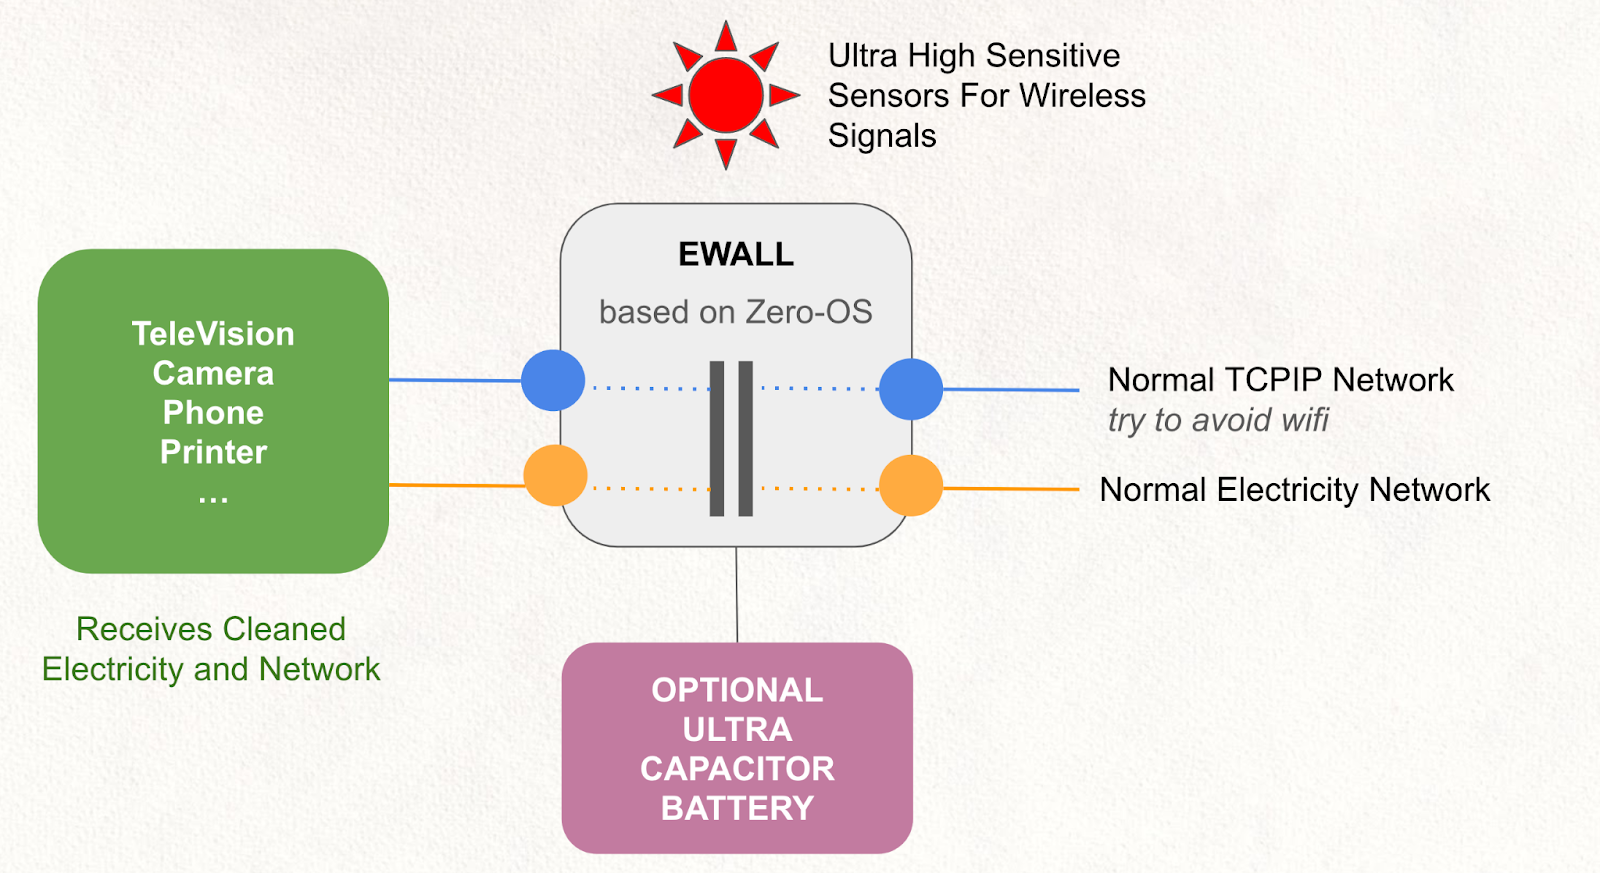 Ultra High Sensitive
Sensors For Wireless
Signals
EWALL
based on Zero-OS
TeleVision
Camera
Phone
Printer
...
Normal TCPIP Network
try to avoid wifi
Normal Electricity Network
Receives Cleaned
Electricity and Network
OPTIONAL
ULTRA
CAPACITOR
BATTERY